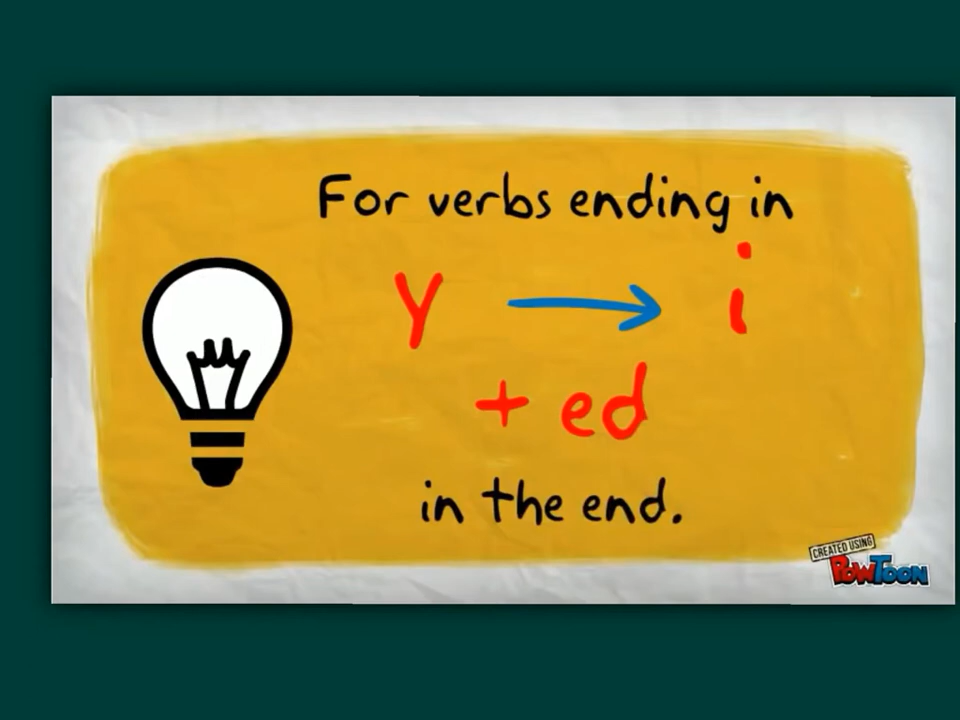 For verbs ending in
y → i
+ ed
in the end.
CREATED USING
POWTOON